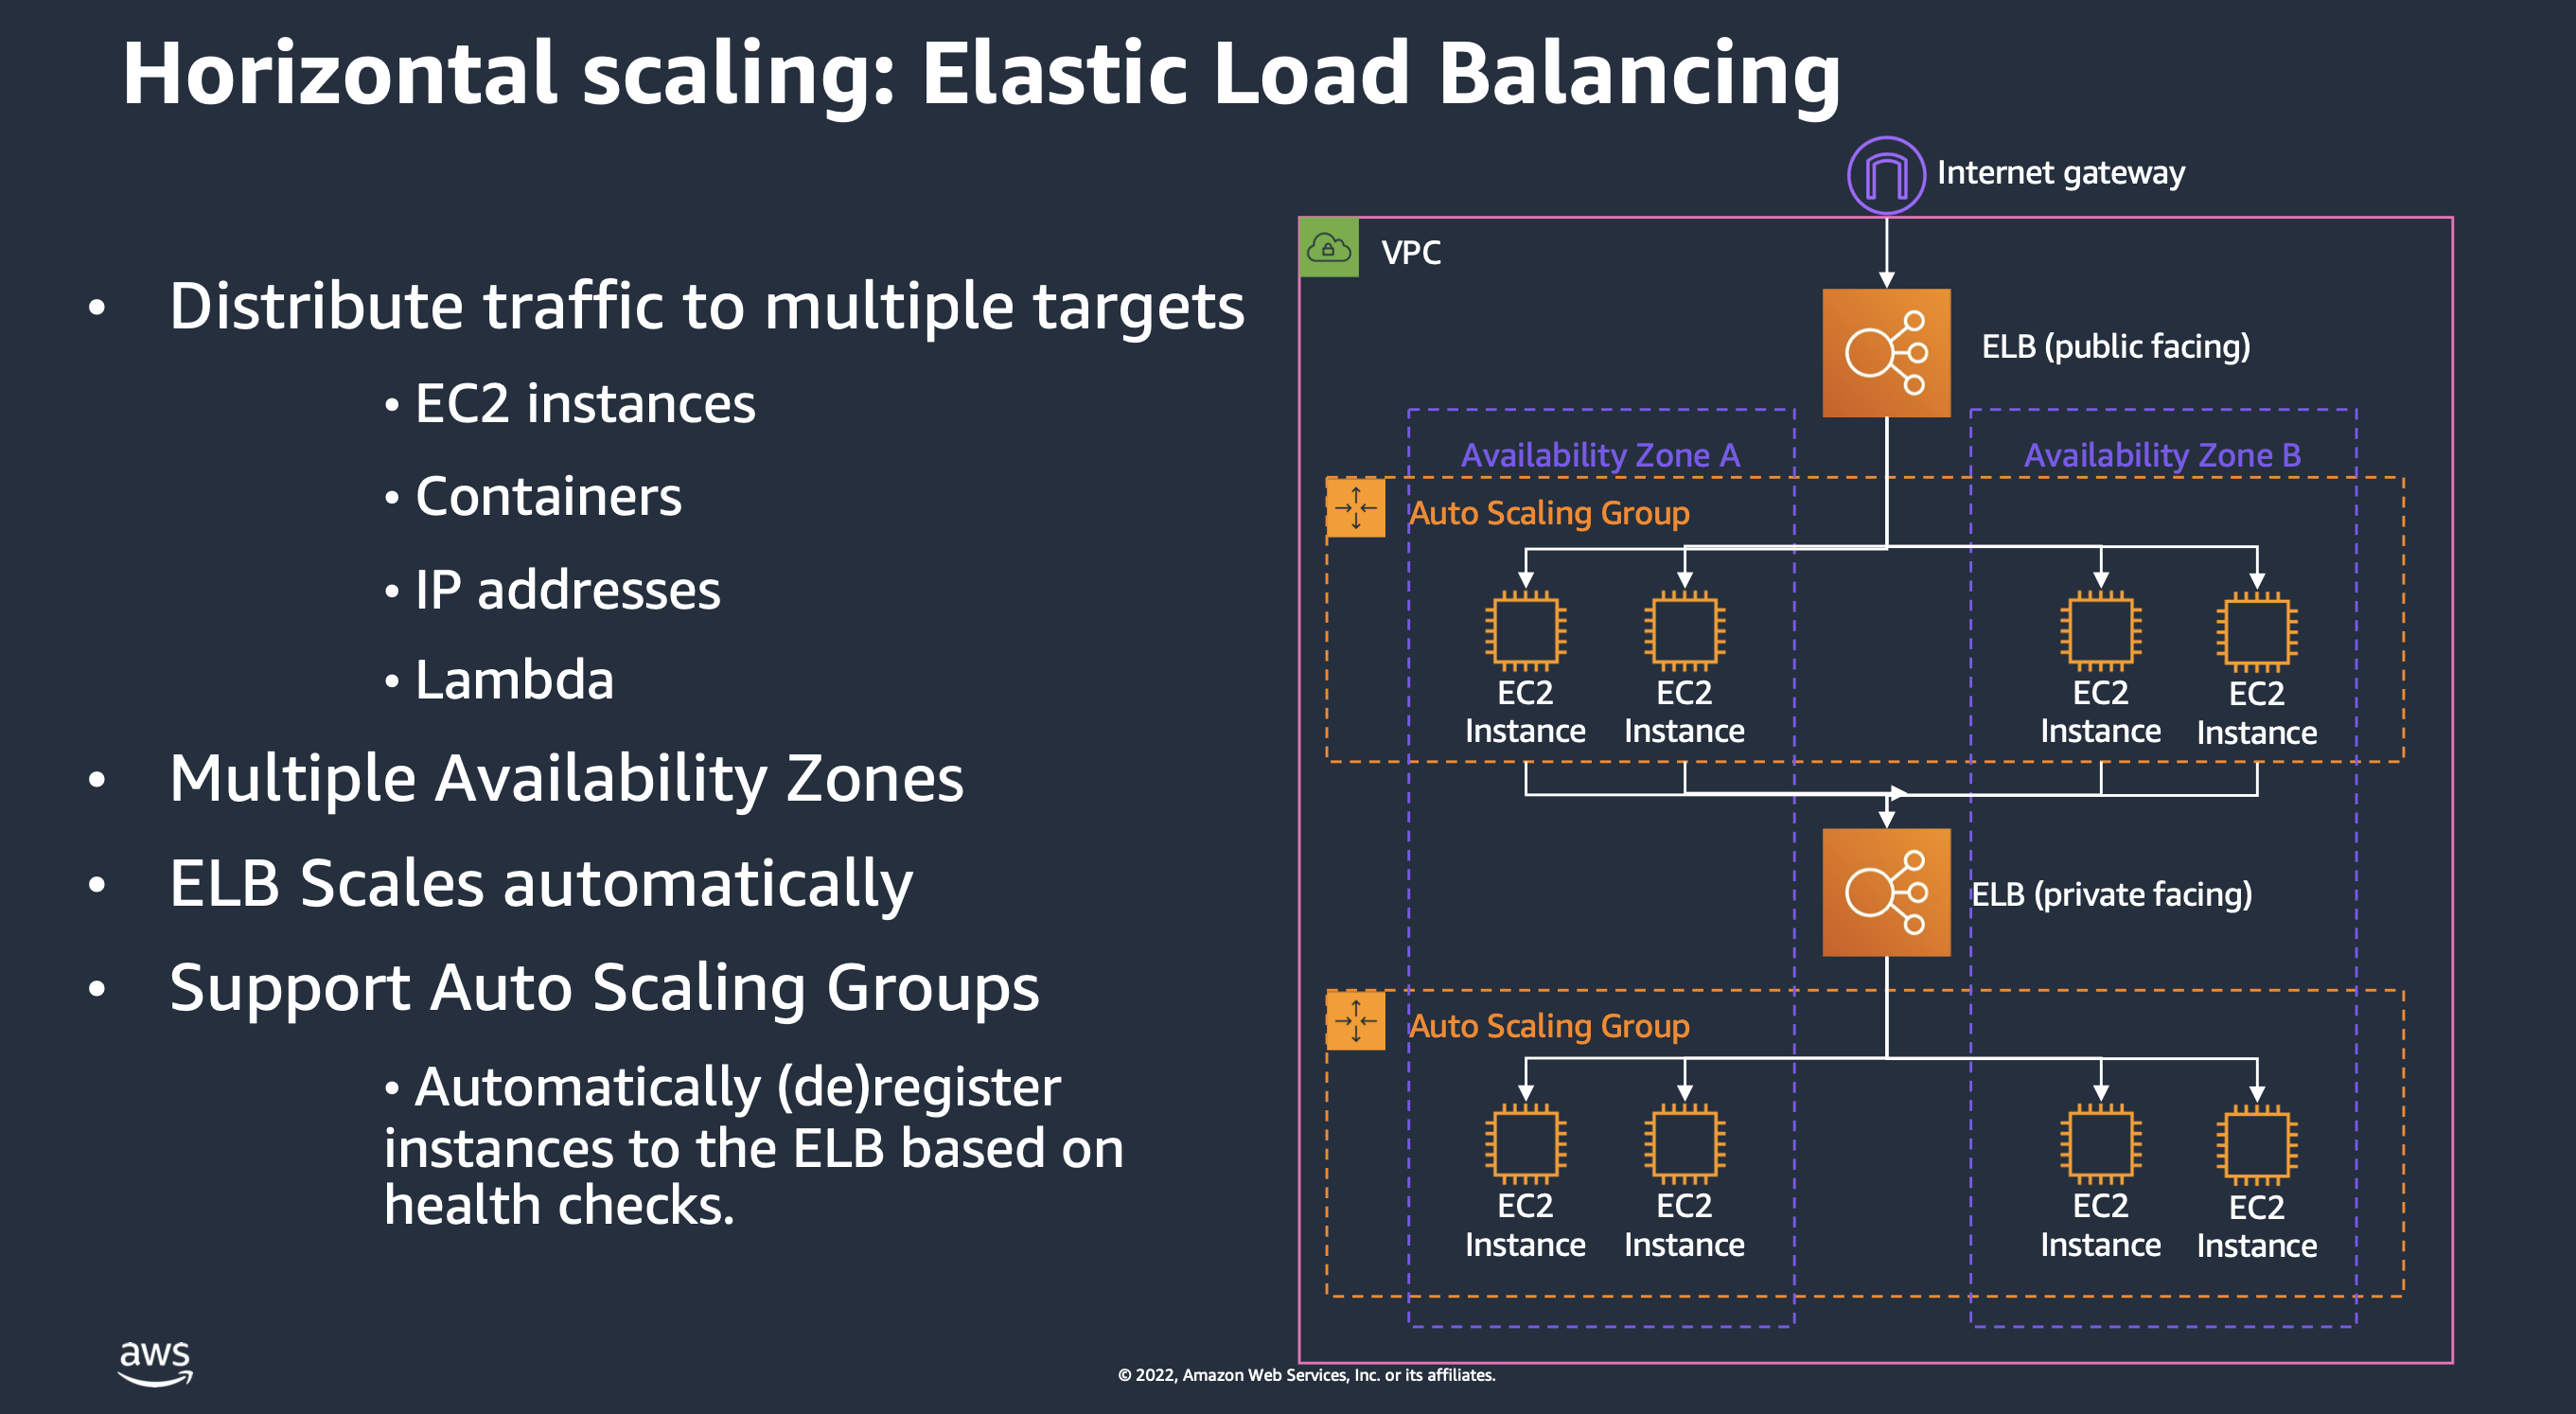 Horizontal scaling: Elastic Load Balancing
• Distribute traffic to multiple targets
• EC2 instances
• Containers
• IP addresses
• Lambda
• Multiple Availability Zones
• ELB Scales automatically
• Support Auto Scaling Groups
• Automatically (de)register
instances to the ELB based on
health checks.
Internet gateway
VPC
ELB (public facing)
Availability Zone A
Availability Zone B
Auto Scaling Group
EC2
Instance
EC2
Instance
EC2
Instance
EC2
Instance
ELB (private facing)
Auto Scaling Group
EC2
Instance
EC2
Instance
EC2
Instance
EC2
Instance
aws
© 2022, Amazon Web Services, Inc. or its affiliates.